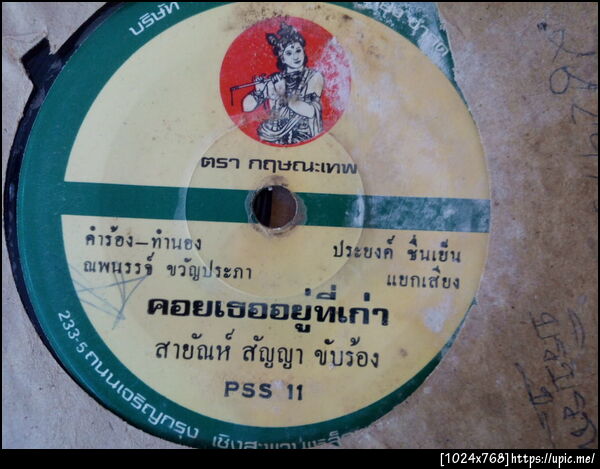 บริษัท
ตรา กฤษณะเทพ
คำร้อง–ทำนอง
ณพนรรจ์ ขวัญประภา
ประยงค์ ชื่นเย็น
แยกเสียง
คอยเธออยู่ที่เก่า
สายัณห์ สัญญา ขับร้อง
PSS 11
233-5 ถนนเจริญกรุง
[1024x768]https://upic.me/